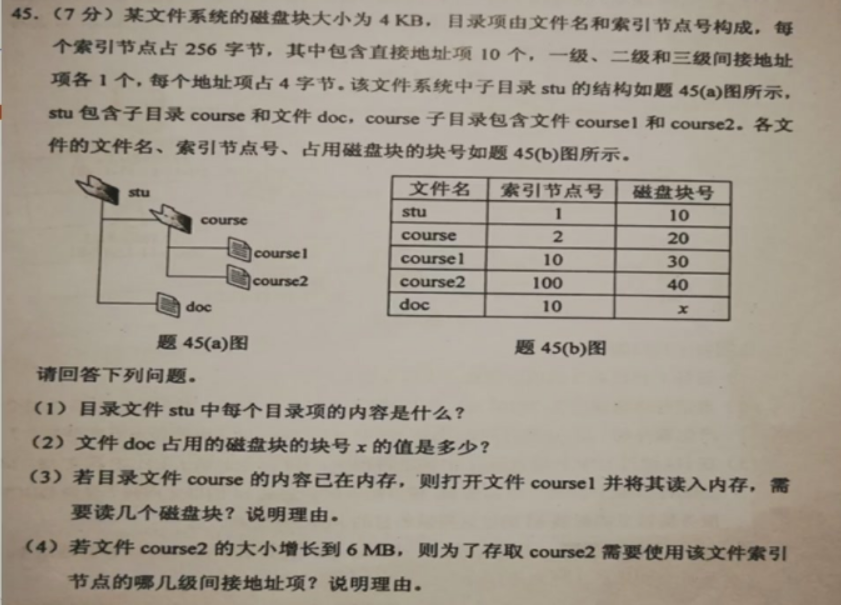 45.（7 分）某文件系统的磁盘块大小为 4 KB，目录项由文件名和索引节点号构成，每
个索引节点占 256 字节，其中包含直接地址项 10 个，一级、二级和三级间接地址
项各 1 个，每个地址项占 4 字节。该文件系统中子目录 stu 的结构如题 45(a)图所示，
stu 包含子目录 course 和文件 doc，course 子目录包含文件 course1 和 course2。各文
件的文件名、索引节点号、占用磁盘块的块号如题 45(b)图所示。
stu
course
course1
course2
doc
题 45(a)图
文件名 索引节点号 磁盘块号
stu 1 10
course 2 20
course1 10 30
course2 100 40
doc 10 x
题 45(b)图
请回答下列问题。
（1）目录文件 stu 中每个目录项的内容是什么？
（2）文件 doc 占用的磁盘块的块号 x 的值是多少？
（3）若目录文件 course 的内容已在内存，则打开文件 course1 并将其读入内存，需
要读几个磁盘块？说明理由。
（4）若文件 course2 的大小增长到 6 MB，则为了存取 course2 需要使用该文件索引
节点的哪几级间接地址项？说明理由。